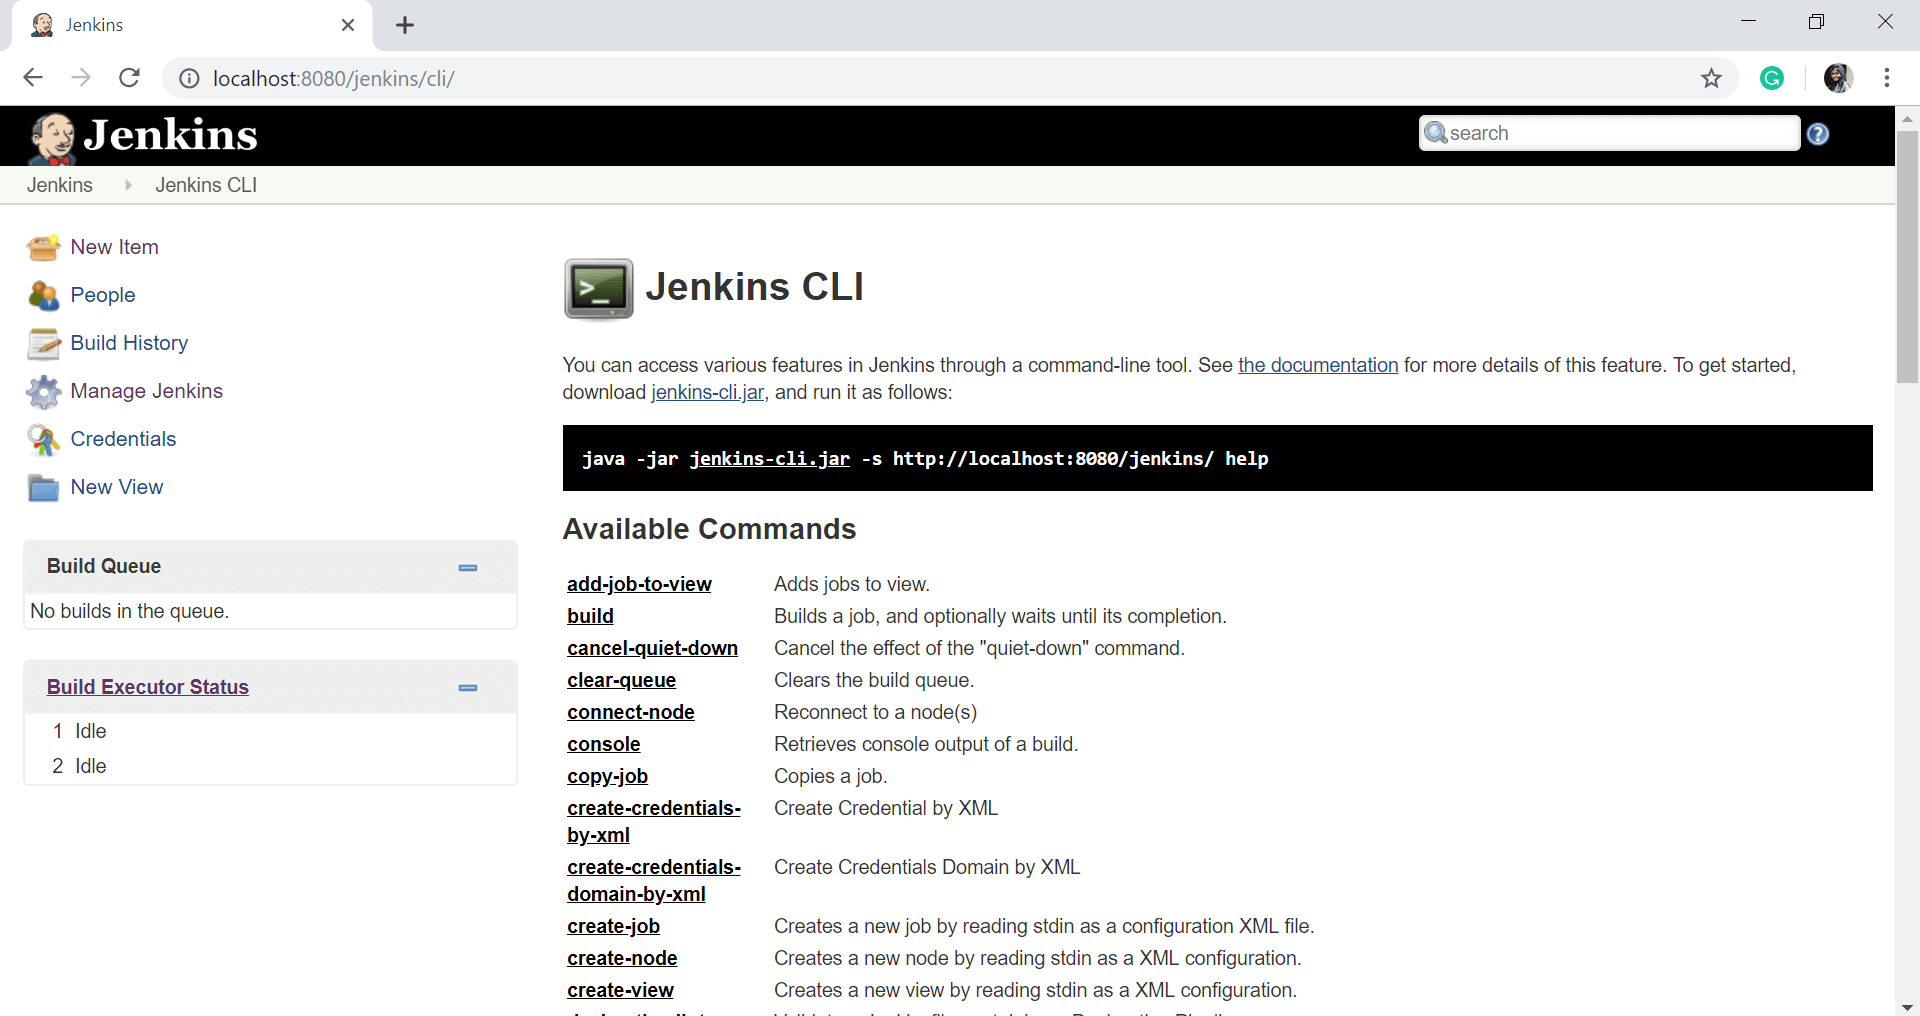 Jenkins
localhost:8080/jenkins/cli/
Jenkins
search
Jenkins
Jenkins CLI
New Item
People
Build History
Manage Jenkins
Credentials
New View
Build Queue
No builds in the queue.
Build Executor Status
1 Idle
2 Idle
Jenkins CLI
You can access various features in Jenkins through a command-line tool. See the documentation for more details of this feature. To get started,
download jenkins-cli.jar, and run it as follows:
java -jar jenkins-cli.jar -s http://localhost:8080/jenkins/ help
Available Commands
add-job-to-view Adds jobs to view.
build Builds a job, and optionally waits until its completion.
cancel-quiet-down Cancel the effect of the "quiet-down" command.
clear-queue Clears the build queue.
connect-node Reconnect to a node(s)
console Retrieves console output of a build.
copy-job Copies a job.
create-credentials- Create Credential by XML
by-xml
create-credentials- Create Credentials Domain by XML
domain-by-xml
create-job Creates a new job by reading stdin as a configuration XML file.
create-node Creates a new node by reading stdin as a XML configuration.
create-view Creates a new view by reading stdin as a XML configuration.